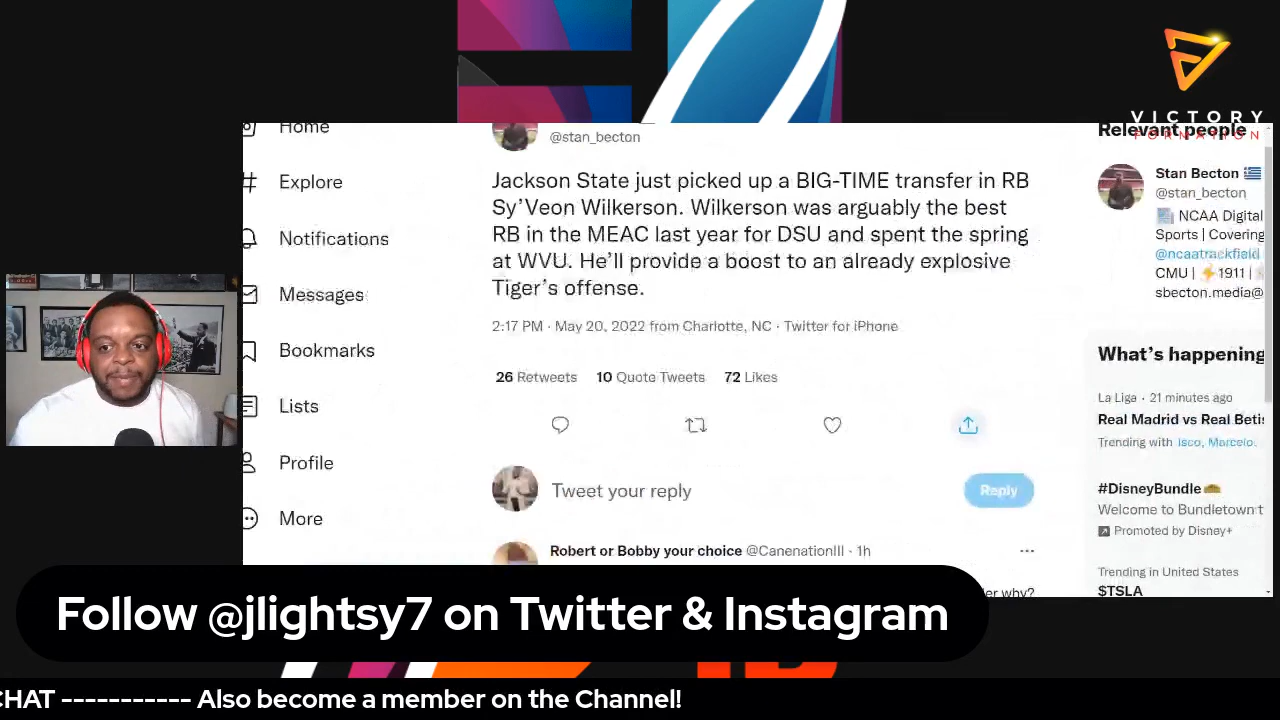 VICTORY
FORMATION
Home
Explore
Notifications
Messages
Bookmarks
Lists
Profile
More
@stan_becton
Jackson State just picked up a BIG-TIME transfer in RB
Sy’Veon Wilkerson. Wilkerson was arguably the best
RB in the MEAC last year for DSU and spent the spring
at WVU. He’ll provide a boost to an already explosive
Tiger’s offense.
2:17 PM · May 20, 2022 from Charlotte, NC · Twitter for iPhone
26 Retweets 10 Quote Tweets 72 Likes
Tweet your reply
Reply
Robert or Bobby your choice @CanenationIII · 1h
er why?
Relevant people
Stan Becton
@stan_becton
NCAA Digital
Sports | Covering
@ncaatrackfield
CMU | 1911 |
sbecton.media@
What’s happening
La Liga · 21 minutes ago
Real Madrid vs Real Betis
Trending with Isco, Marcelo.
#DisneyBundle
Welcome to Bundletown t
Promoted by Disney+
Trending in United States
$TSLA
Follow @jlightsy7 on Twitter & Instagram
CHAT ----------- Also become a member on the Channel!